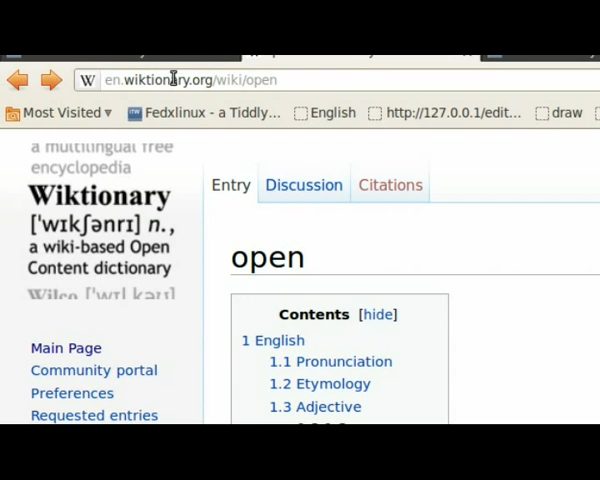 en.wiktionary.org/wiki/open
Most Visited Fedxlinux - a Tiddly... English http://127.0.0.1/edit... draw
a multilingual free
encyclopedia
Wiktionary
['wɪkʃənrɪ] n.,
a wiki-based Open
Content dictionary
Wilco
Main Page
Community portal
Preferences
Requested entries
Entry Discussion Citations
open
Contents [hide]
1 English
1.1 Pronunciation
1.2 Etymology
1.3 Adjective